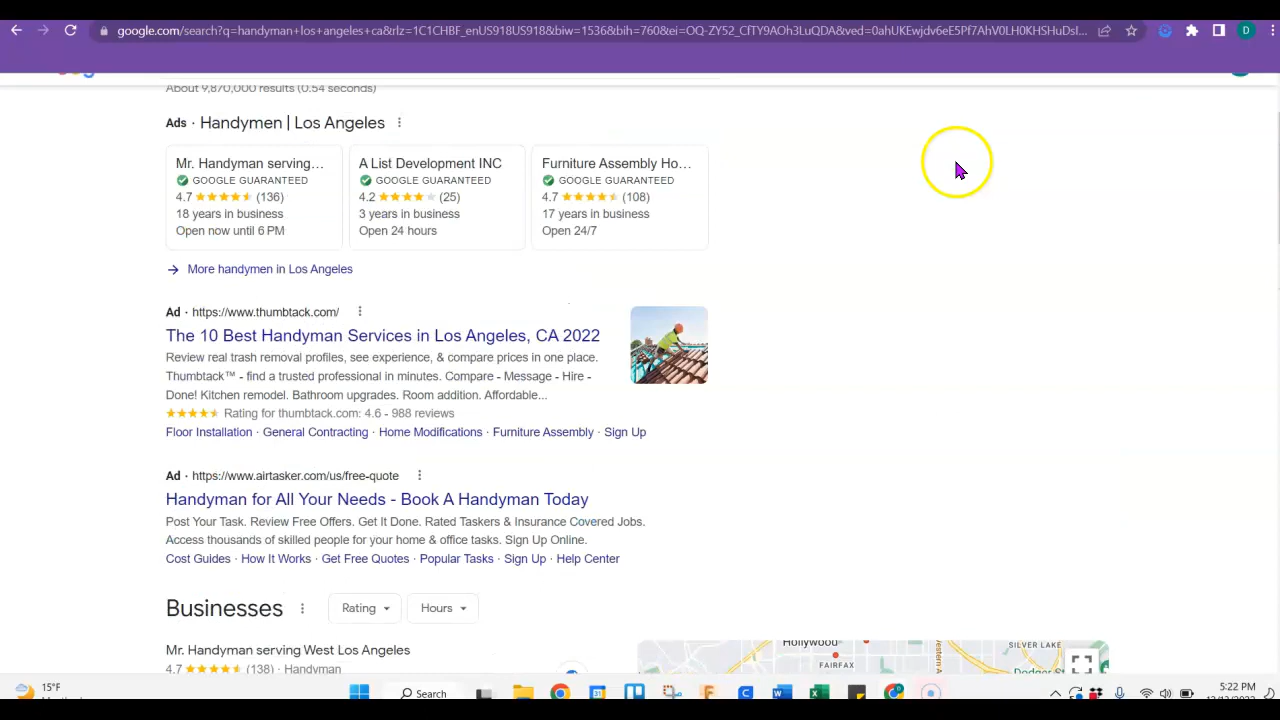 google.com/search?q=handyman+los+angeles+ca&rlz=1C1CHBF_enUS918US918&biw=1536&bih=760&ei=OQ-ZY52_CfTY9AOh3LuQDA&ved=0ahUKEwjdv6eE5Pf7AhV0LH0KHSHuDsI...
D
About 9,870,000 results (0.54 seconds)
Ads · Handymen | Los Angeles
Mr. Handyman serving…
GOOGLE GUARANTEED
4.7 (136)
18 years in business
Open now until 6 PM
A List Development INC
GOOGLE GUARANTEED
4.2 (25)
3 years in business
Open 24 hours
Furniture Assembly Ho…
GOOGLE GUARANTEED
4.7 (108)
17 years in business
Open 24/7
More handymen in Los Angeles
Ad · https://www.thumbtack.com/
The 10 Best Handyman Services in Los Angeles, CA 2022
Review real trash removal profiles, see experience, & compare prices in one place.
Thumbtack™ - find a trusted professional in minutes. Compare - Message - Hire -
Done! Kitchen remodel. Bathroom upgrades. Room addition. Affordable...
Rating for thumbtack.com: 4.6 - 988 reviews
Floor Installation · General Contracting · Home Modifications · Furniture Assembly · Sign Up
Ad · https://www.airtasker.com/us/free-quote
Handyman for All Your Needs - Book A Handyman Today
Post Your Task. Review Free Offers. Get It Done. Rated Taskers & Insurance Covered Jobs.
Access thousands of skilled people for your home & office tasks. Sign Up Online.
Cost Guides · How It Works · Get Free Quotes · Popular Tasks · Sign Up · Help Center
Businesses
Rating
Hours
Mr. Handyman serving West Los Angeles
4.7 (138) · Handyman
Hollywood
FAIRFAX
SILVER LAKE
15°F
Search
5:22 PM